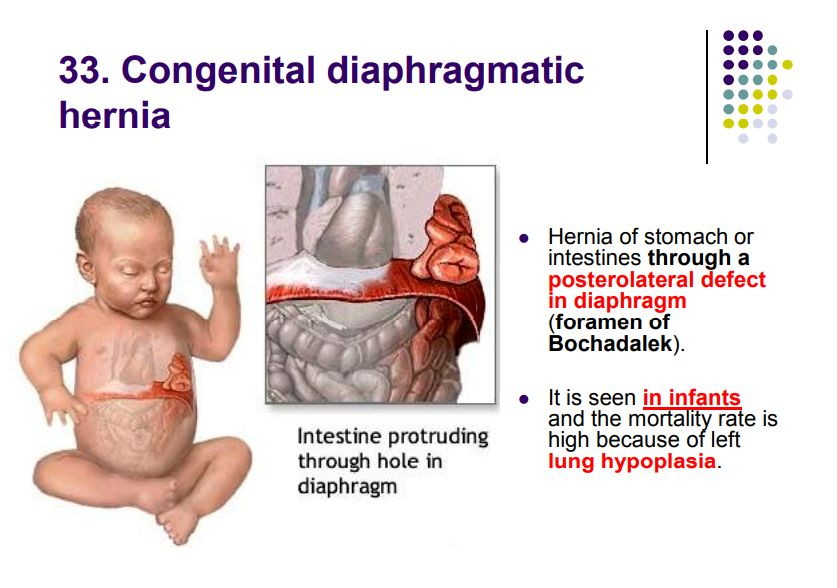 33. Congenital diaphragmatic
hernia
Intestine protruding
through hole in
diaphragm
● Hernia of stomach or
intestines through a
posterolateral defect
in diaphragm
(foramen of
Bochadalek).
● It is seen in infants
and the mortality rate is
high because of left
lung hypoplasia.